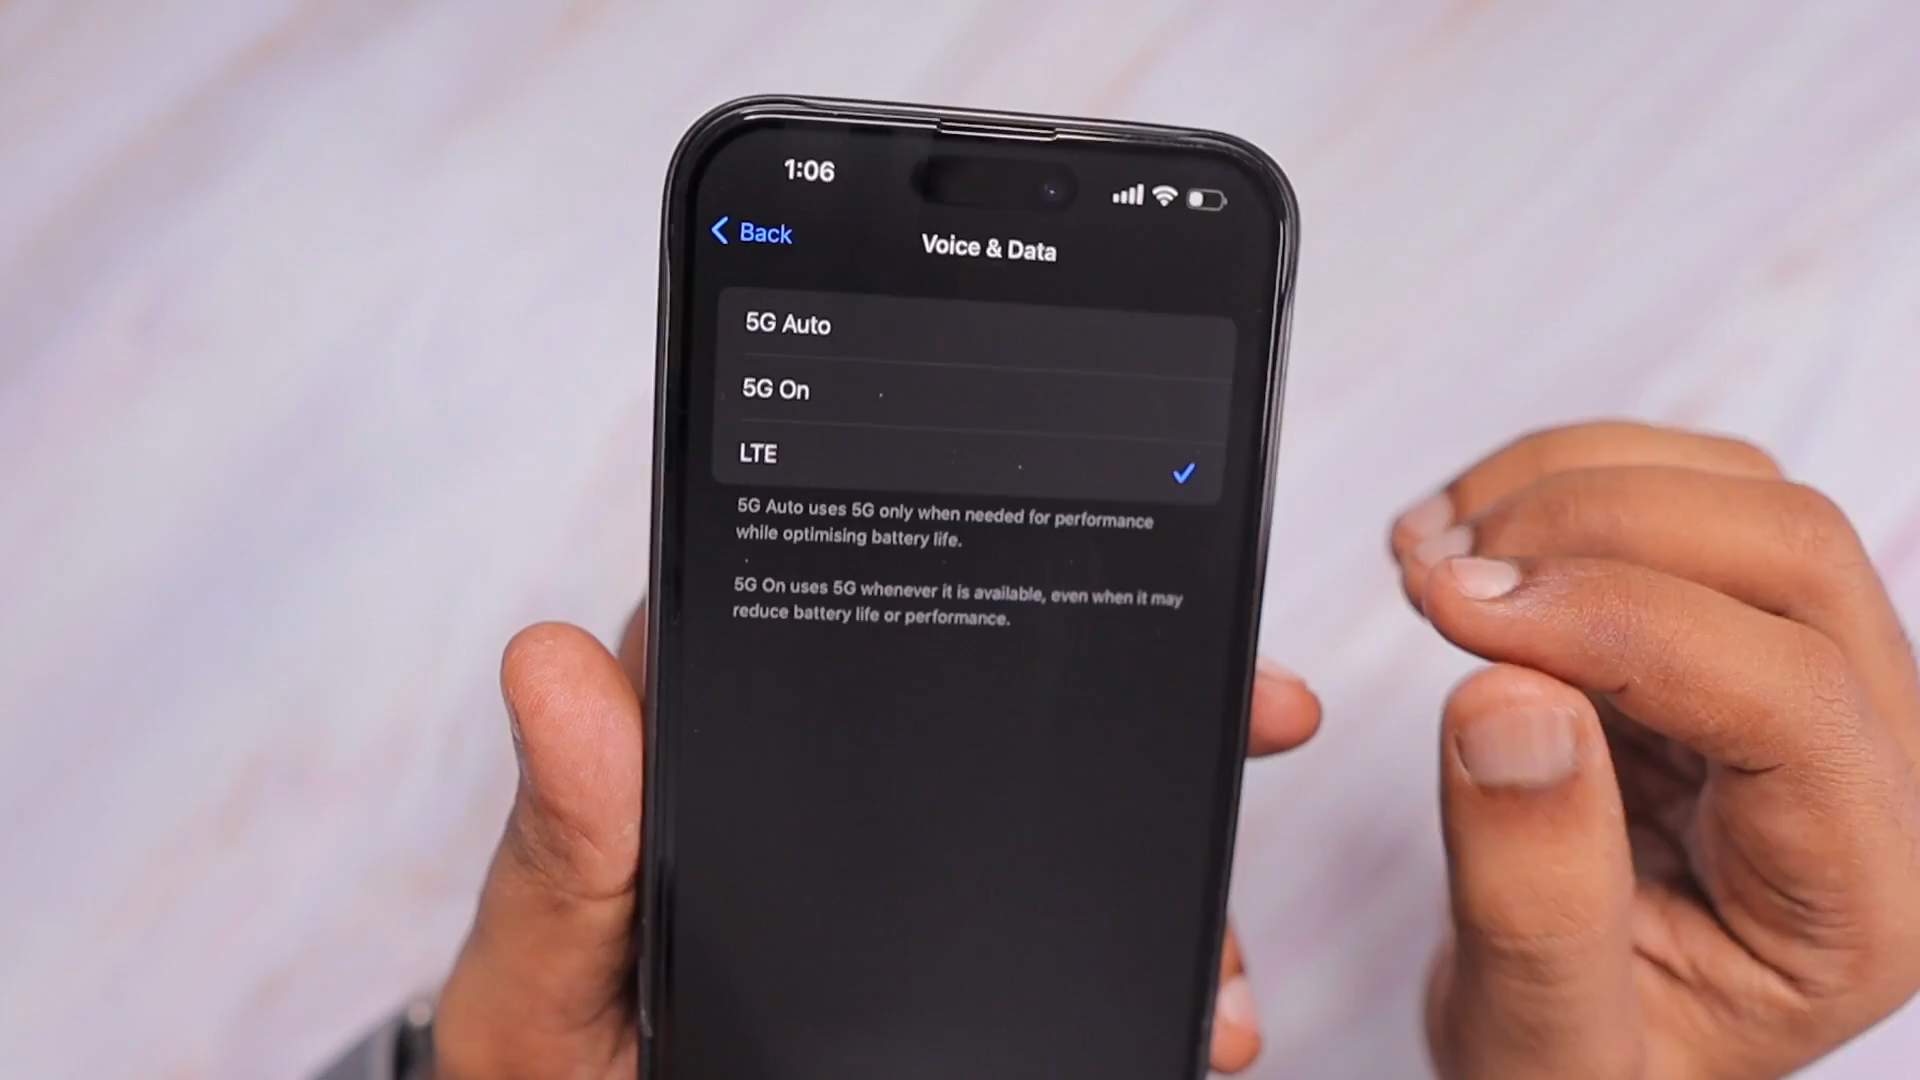 1:06
Back
Voice & Data
5G Auto
5G On
LTE
5G Auto uses 5G only when needed for performance
while optimising battery life.
5G On uses 5G whenever it is available, even when it may
reduce battery life or performance.